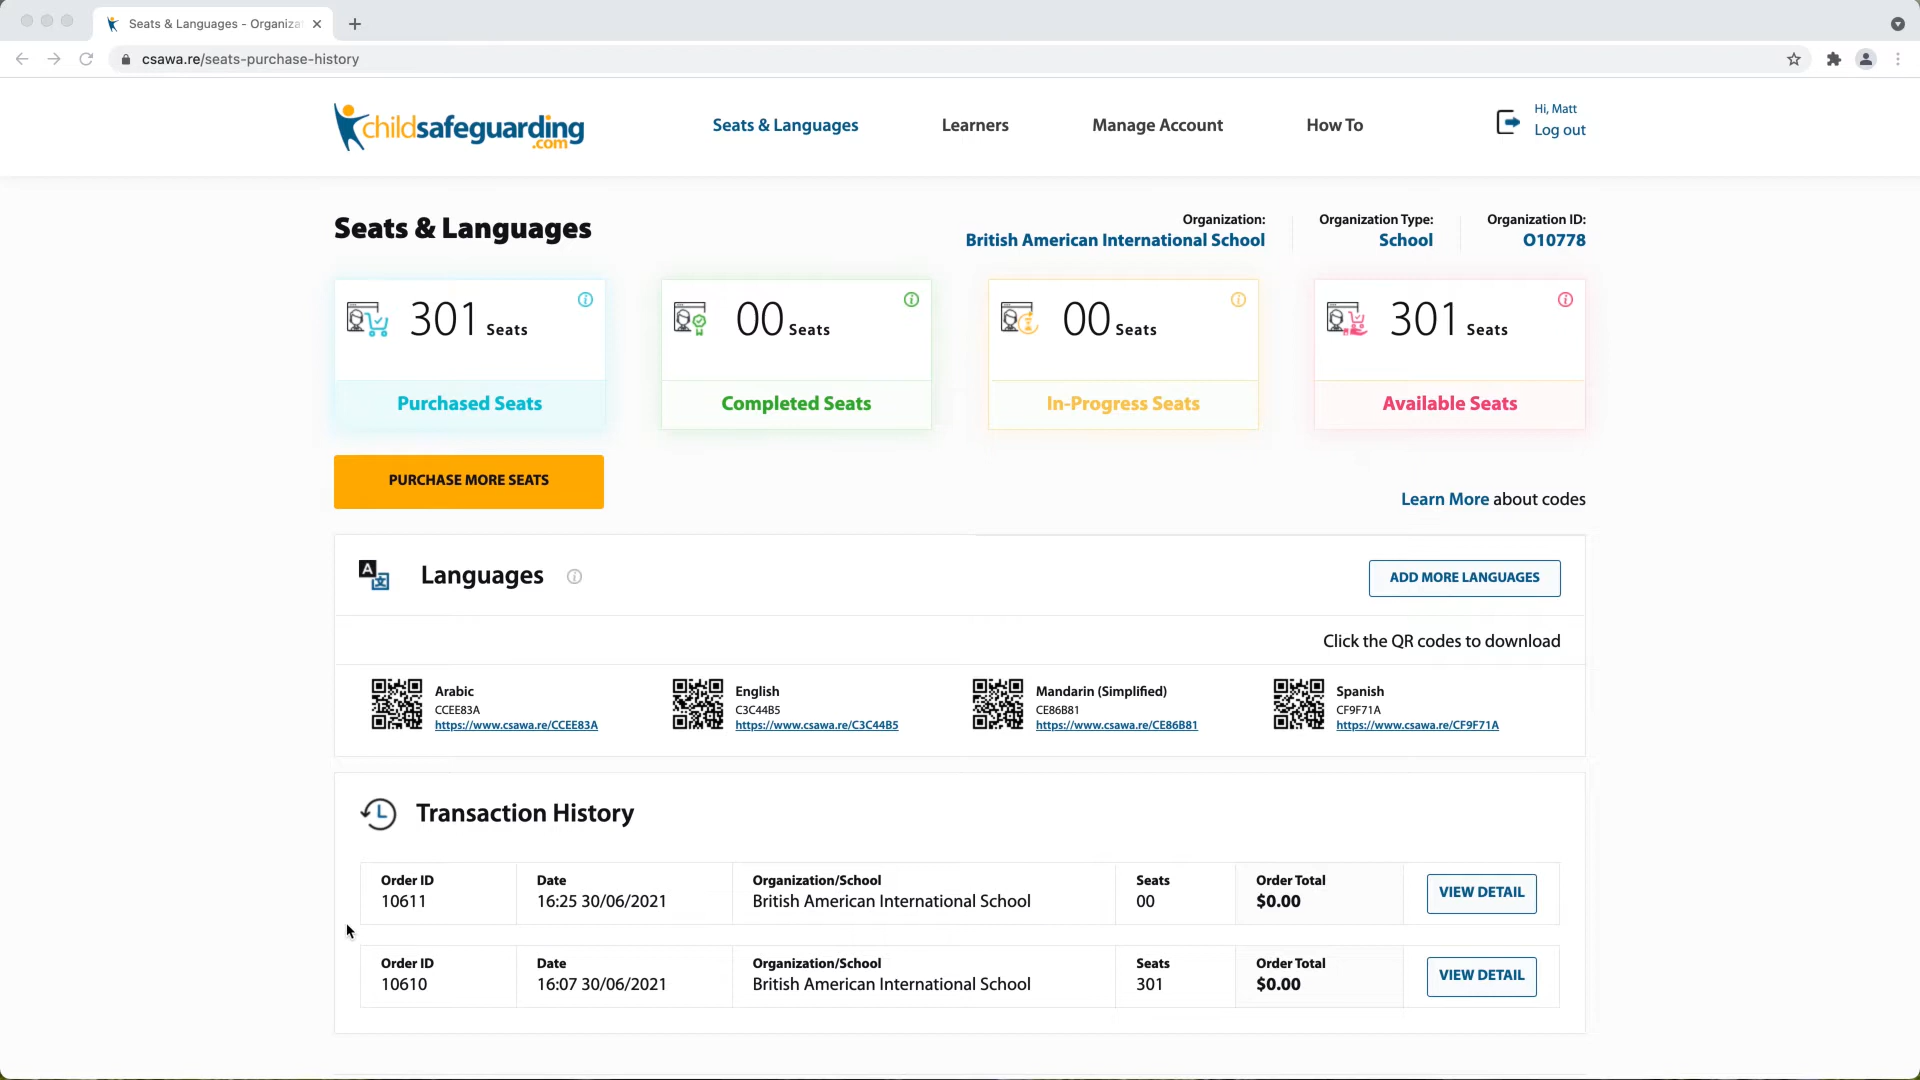 Seats & Languages - Organiza
csawa.re/seats-purchase-history
childsafeguarding
.com
Seats & Languages
Learners
Manage Account
How To
Hi, Matt
Log out
Seats & Languages
Organization:
British American International School
Organization Type:
School
Organization ID:
O10778
301 Seats
Purchased Seats
00 Seats
Completed Seats
00 Seats
In-Progress Seats
301 Seats
Available Seats
PURCHASE MORE SEATS
Learn More about codes
Languages
ADD MORE LANGUAGES
Click the QR codes to download
Arabic
CCEE83A
https://www.csawa.re/CCEE83A
English
C3C44B5
https://www.csawa.re/C3C44B5
Mandarin (Simplified)
CE86B81
https://www.csawa.re/CE86B81
Spanish
CF9F71A
https://www.csawa.re/CF9F71A
Transaction History
Order ID
10611
Date
16:25 30/06/2021
Organization/School
British American International School
Seats
00
Order Total
$0.00
VIEW DETAIL
Order ID
10610
Date
16:07 30/06/2021
Organization/School
British American International School
Seats
301
Order Total
$0.00
VIEW DETAIL